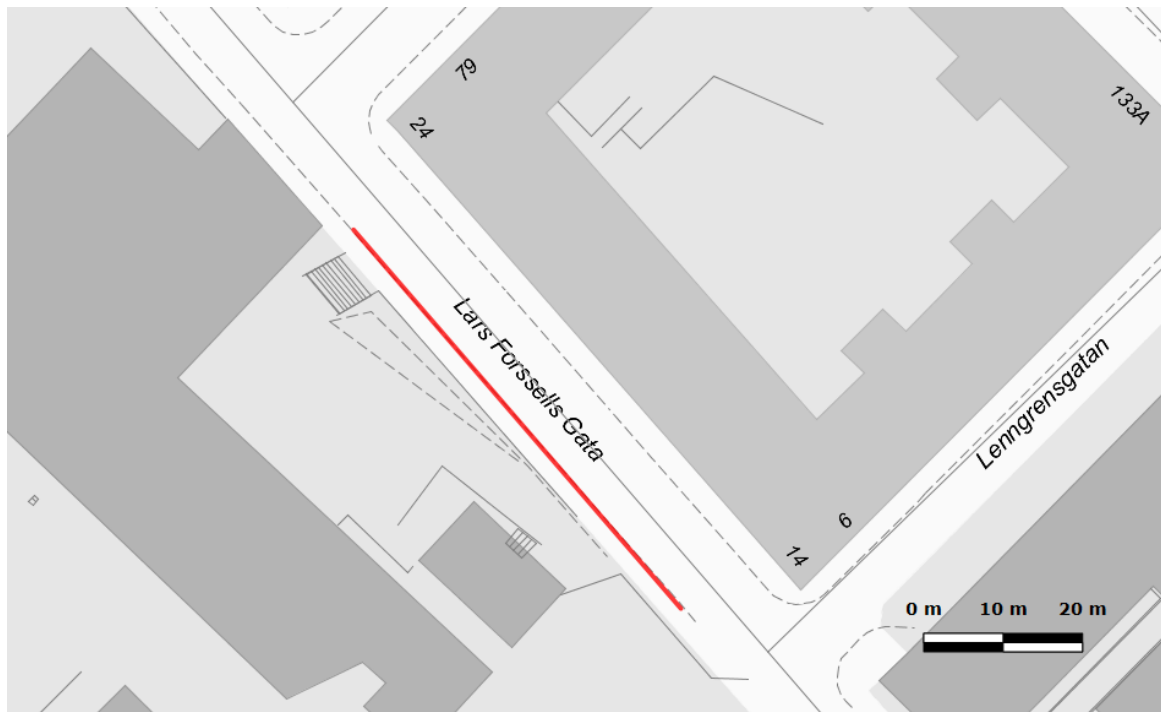 79
24
133A
Lars Forssells Gata
Lenngrensgatan
6
14
0 m 10 m 20 m